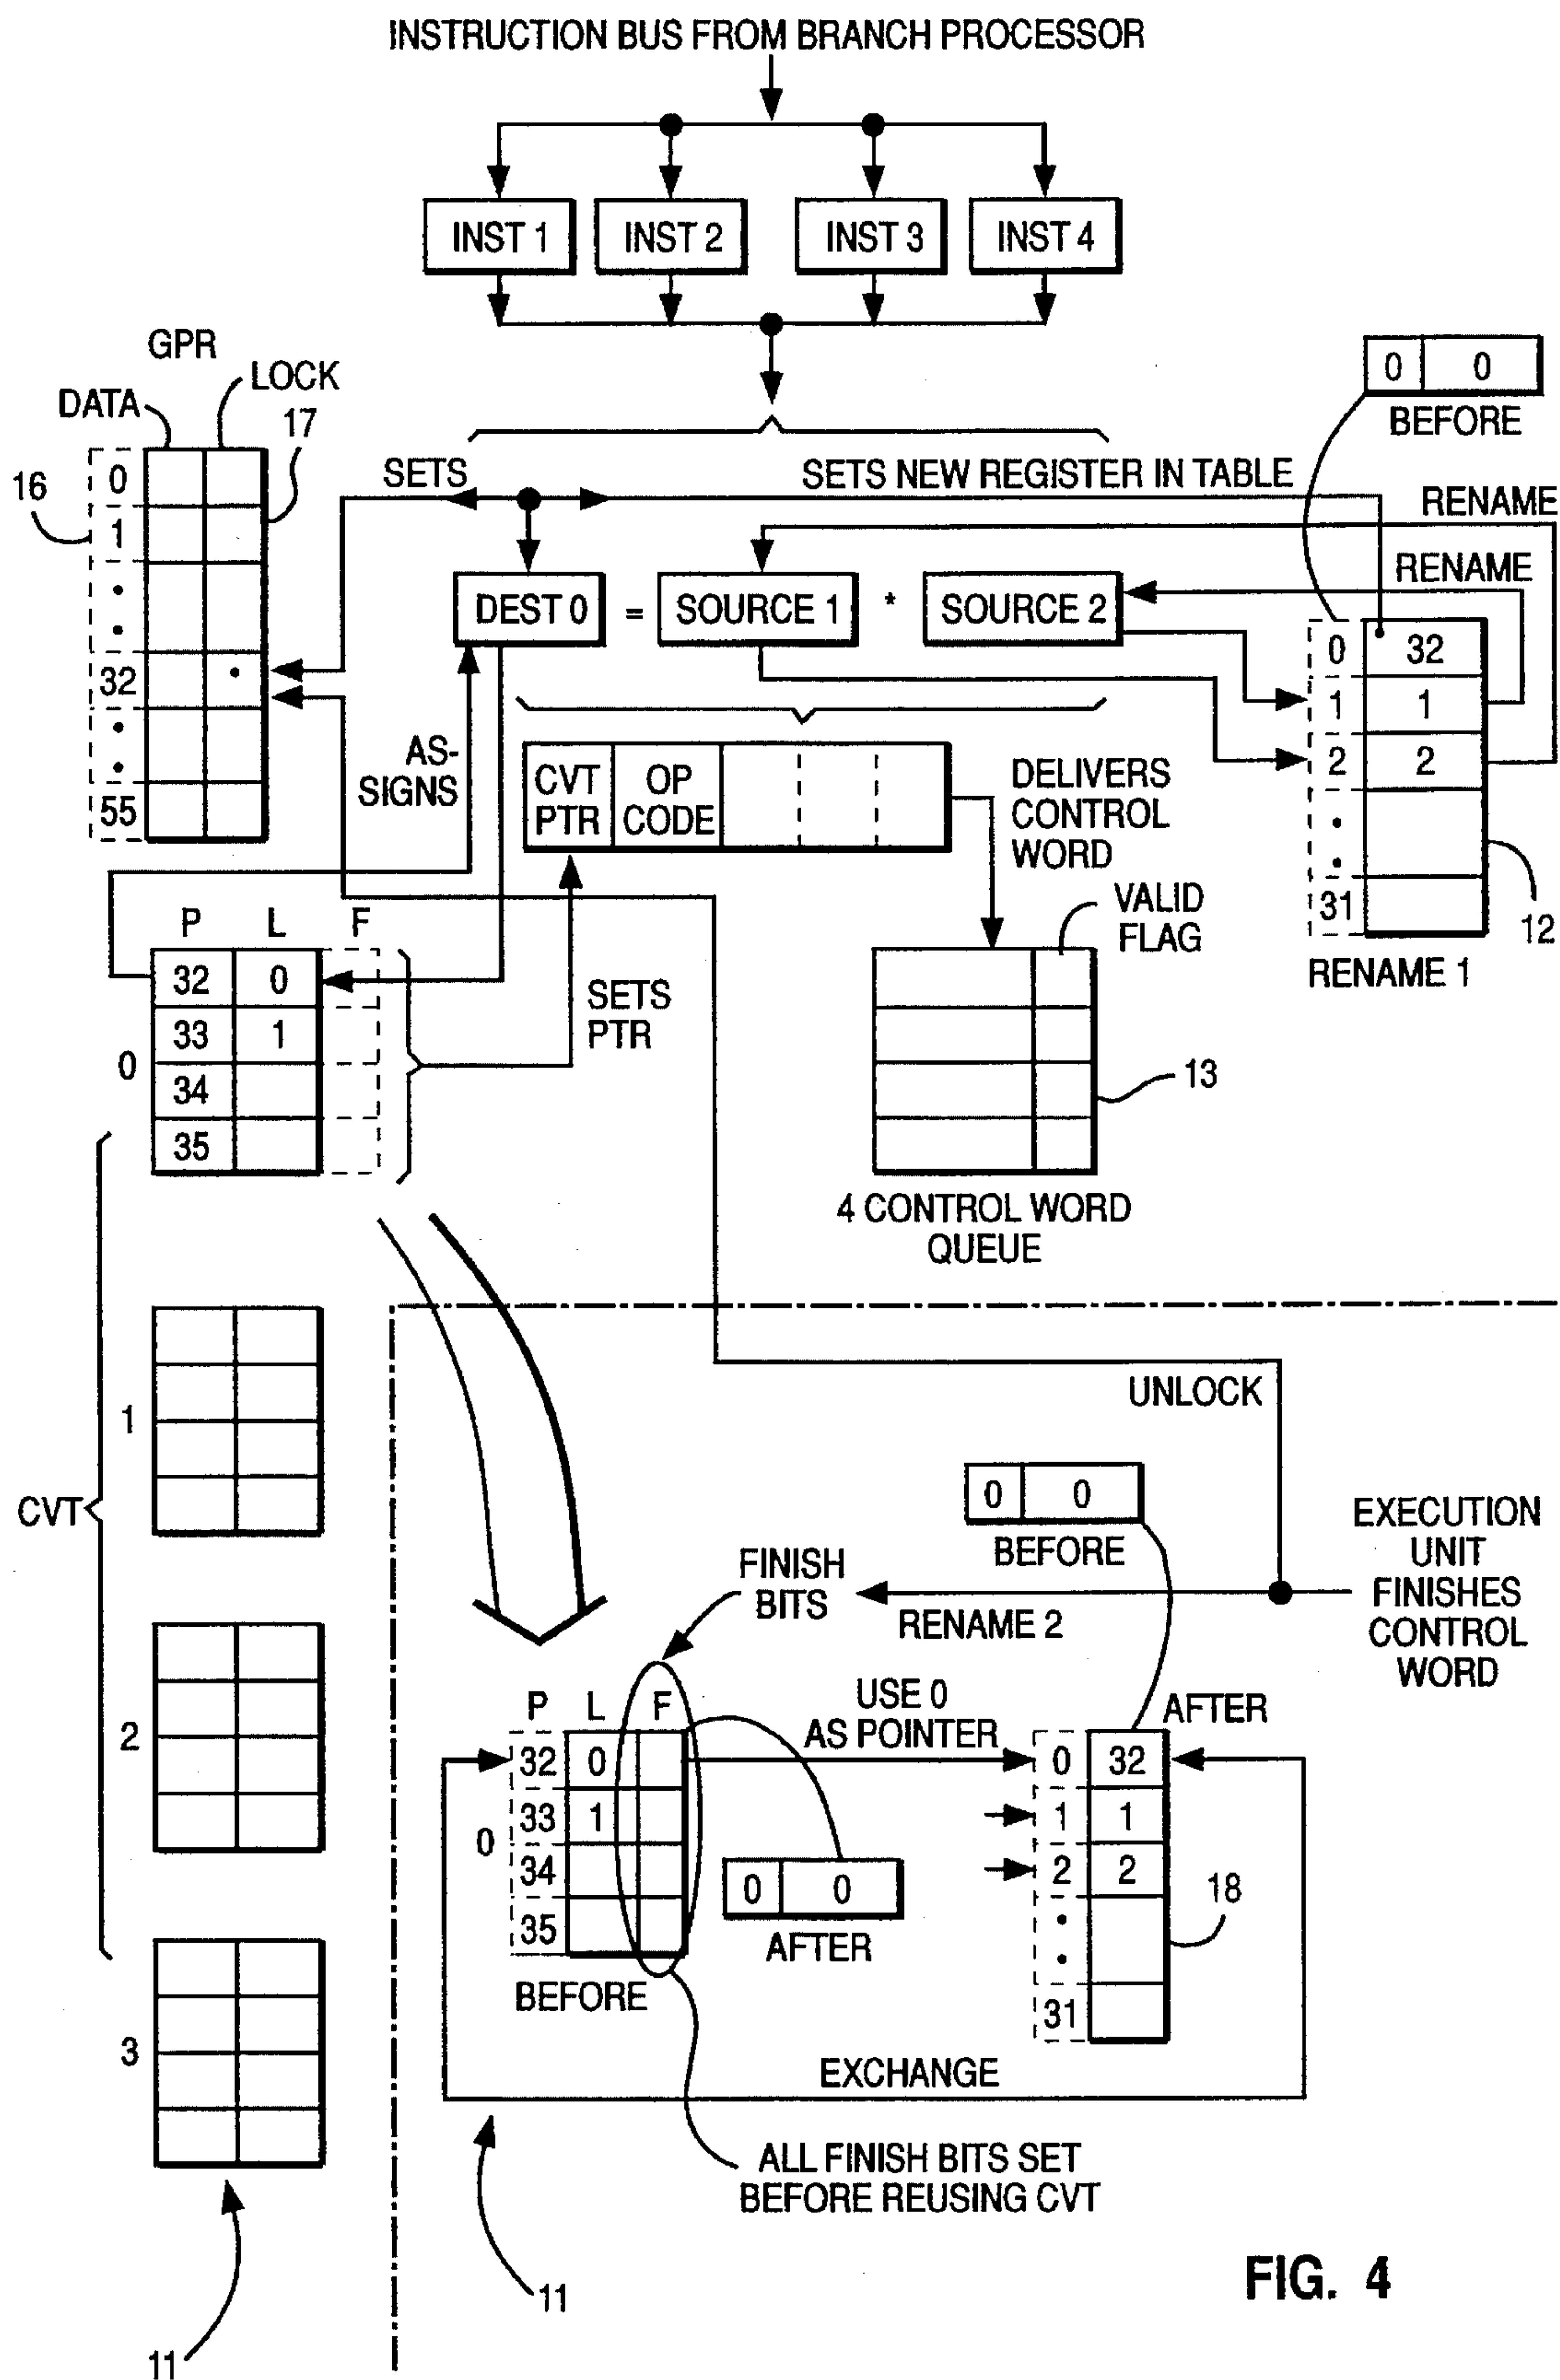 INSTRUCTION BUS FROM BRANCH PROCESSOR
INST 1
INST 2
INST 3
INST 4
GPR
LOCK
DATA
17
16
0
1
32
55
0 0
BEFORE
SETS
SETS NEW REGISTER IN TABLE
RENAME
RENAME
DEST 0
=
SOURCE 1
*
SOURCE 2
0 32
1 1
2 2
31
12
RENAME 1
AS-
SIGNS
CVT
PTR
OP
CODE
DELIVERS
CONTROL
WORD
VALID
FLAG
13
4 CONTROL WORD
QUEUE
P L F
32 0
33 1
34
35
0
SETS
PTR
CVT
1
2
3
11
UNLOCK
0 0
BEFORE
EXECUTION
UNIT
FINISHES
CONTROL
WORD
FINISH
BITS
RENAME 2
P L F
32 0
33 1
34
35
0
BEFORE
USE 0
AS POINTER
AFTER
0 32
1 1
2 2
31
18
0 0
AFTER
EXCHANGE
ALL FINISH BITS SET
BEFORE REUSING CVT
11
FIG. 4